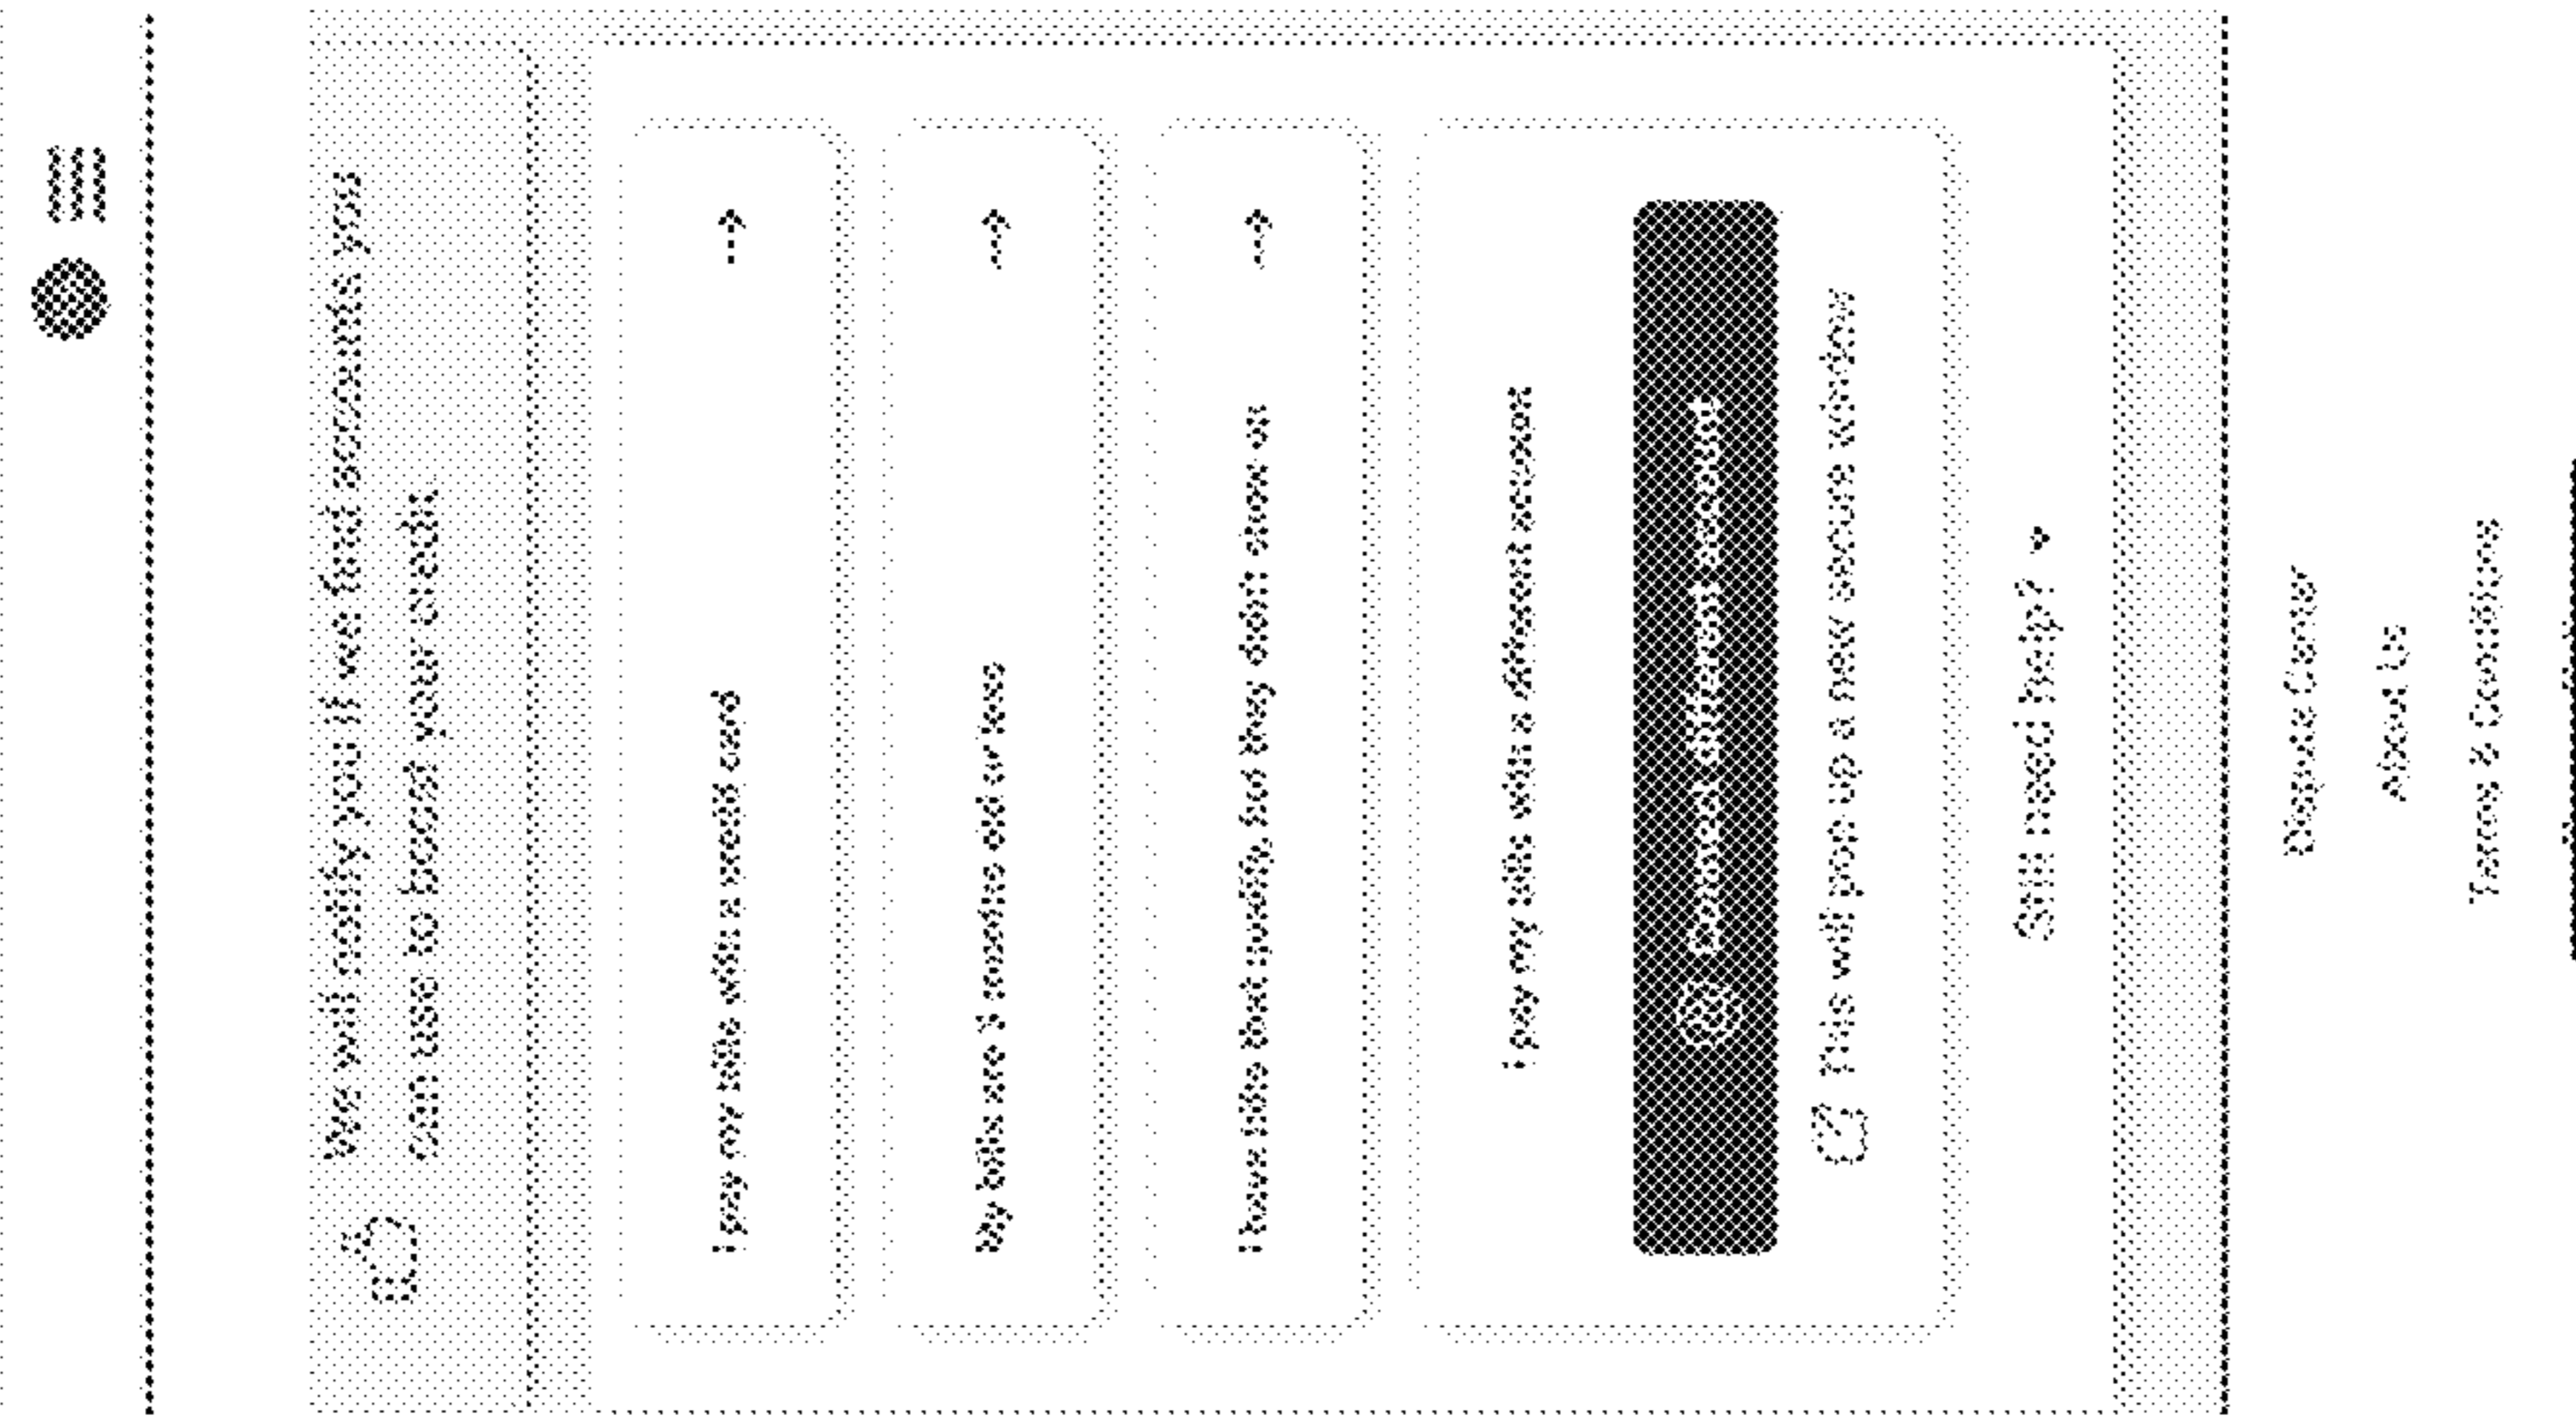 We will notify you if we find accounts you
can use to boost your credit.
I pay my bills with a credit card
My bills are 3 months old or less
I have bills that qualify, but they don't show up
I pay my bills with a different account
Connect different account
This will pop up a new secure window
Still need help?
Dispute Center
About Us
Terms & Conditions